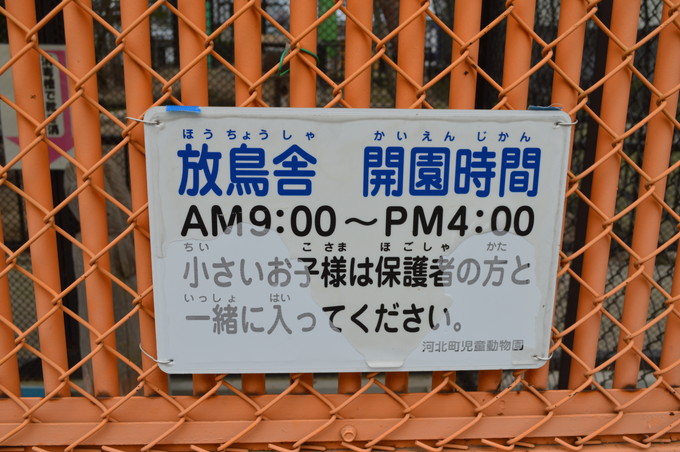 ほうちょうしゃ かいえん じかん
放鳥舎 開園時間
AM9:00～PM4:00
ちい こさま ほごしゃ かた
小さいお子様は保護者の方と
いっしょ はい
一緒に入ってください。
河北町児童動物園